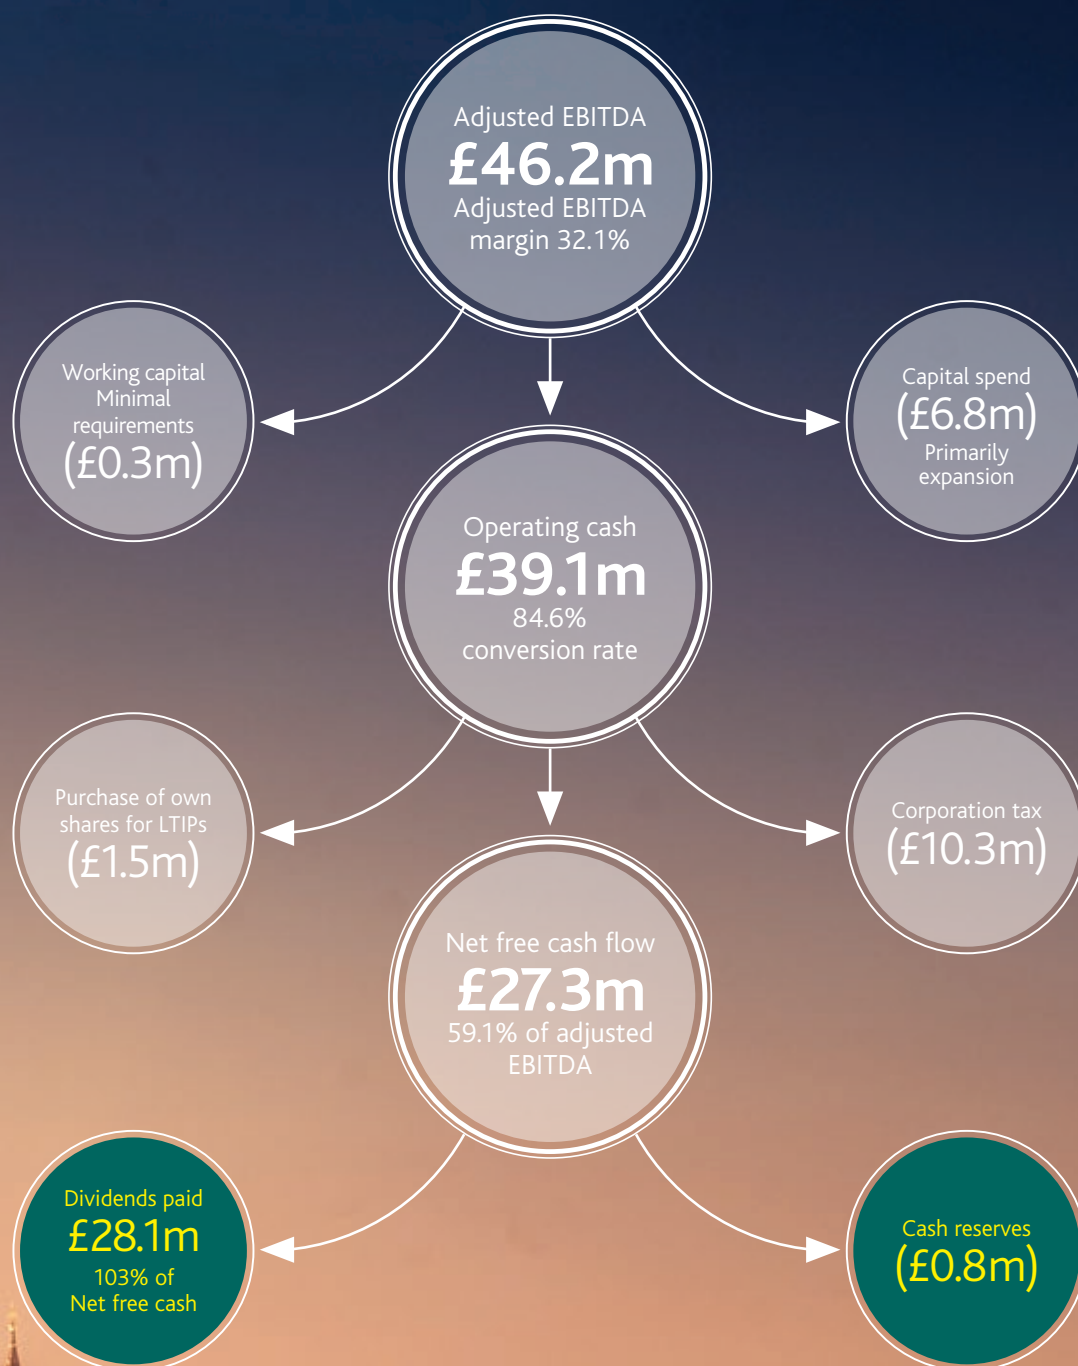 Adjusted EBITDA
£46.2m
Adjusted EBITDA
margin 32.1%
Working capital
Minimal
requirements
(£0.3m)
Capital spend
(£6.8m)
Primarily
expansion
Operating cash
£39.1m
84.6%
conversion rate
Purchase of own
shares for LTIPs
(£1.5m)
Corporation tax
(£10.3m)
Net free cash flow
£27.3m
59.1% of adjusted
EBITDA
Dividends paid
£28.1m
103% of
Net free cash
Cash reserves
(£0.8m)